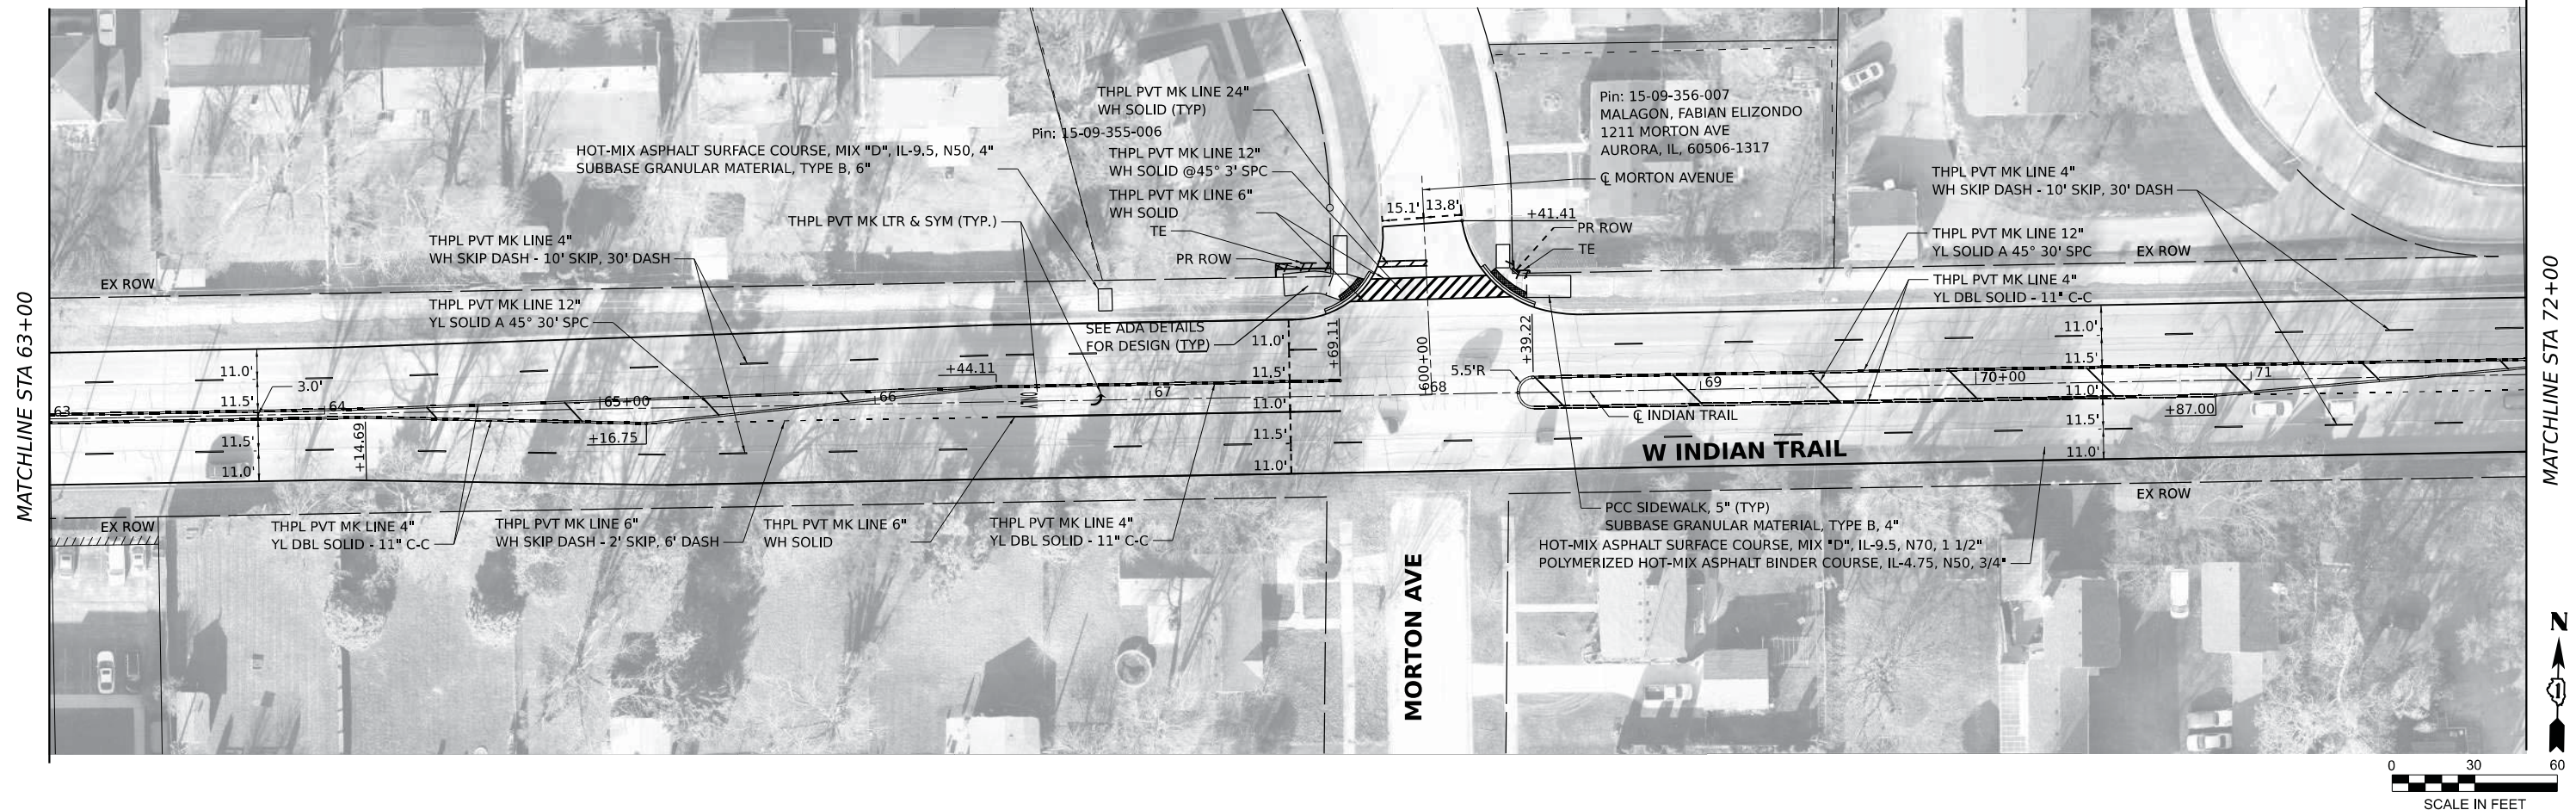 THPL PVT MK LINE 24"
WH SOLID (TYP)
Pin: 15-09-355-006
HOT-MIX ASPHALT SURFACE COURSE, MIX "D", IL-9.5, N50, 4"
SUBBASE GRANULAR MATERIAL, TYPE B, 6"
THPL PVT MK LINE 12"
WH SOLID @45° 3' SPC
THPL PVT MK LINE 6"
WH SOLID
THPL PVT MK LTR & SYM (TYP.)
TE
PR ROW
Pin: 15-09-356-007
MALAGON, FABIAN ELIZONDO
1211 MORTON AVE
AURORA, IL, 60506-1317
℄ MORTON AVENUE
15.1'
13.8'
+41.41
PR ROW
TE
THPL PVT MK LINE 4"
WH SKIP DASH - 10' SKIP, 30' DASH
THPL PVT MK LINE 12"
YL SOLID A 45° 30' SPC
EX ROW
THPL PVT MK LINE 4"
YL DBL SOLID - 11" C-C
THPL PVT MK LINE 4"
WH SKIP DASH - 10' SKIP, 30' DASH
EX ROW
THPL PVT MK LINE 12"
YL SOLID A 45° 30' SPC
SEE ADA DETAILS
FOR DESIGN (TYP)
MATCHLINE STA 63+00
MATCHLINE STA 72+00
11.0'
3.0'
11.5'
11.5'
11.0'
63
64
65+00
66
67
68
69
70+00
71
+14.69
+16.75
+44.11
ONLY
11.0'
11.5'
11.0'
11.5'
11.0'
+69.11
600+00
+39.22
5.5'R
℄ INDIAN TRAIL
W INDIAN TRAIL
11.0'
11.5'
11.0'
11.5'
11.0'
+87.00
EX ROW
EX ROW
THPL PVT MK LINE 4"
YL DBL SOLID - 11" C-C
THPL PVT MK LINE 6"
WH SKIP DASH - 2' SKIP, 6' DASH
THPL PVT MK LINE 6"
WH SOLID
THPL PVT MK LINE 4"
YL DBL SOLID - 11" C-C
PCC SIDEWALK, 5" (TYP)
SUBBASE GRANULAR MATERIAL, TYPE B, 4"
HOT-MIX ASPHALT SURFACE COURSE, MIX "D", IL-9.5, N70, 1 1/2"
POLYMERIZED HOT-MIX ASPHALT BINDER COURSE, IL-4.75, N50, 3/4"
MORTON AVE
N
1
0
30
60
SCALE IN FEET